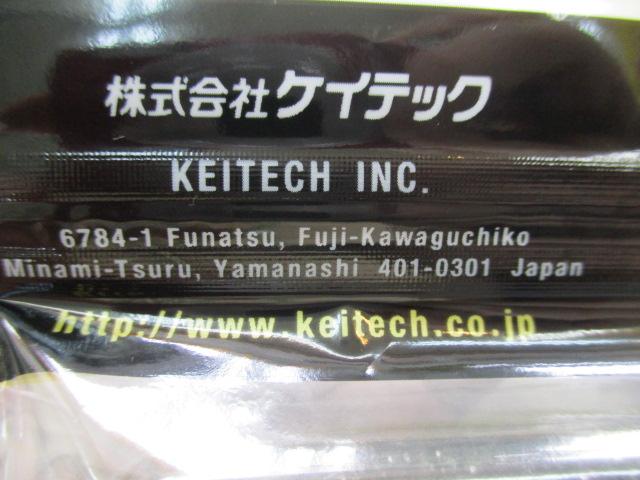 株式会社ケイテック
KEITECH INC.
6784-1 Funatsu, Fuji-Kawaguchiko
Minami-Tsuru, Yamanashi 401-0301 Japan
http://www.keitech.co.jp